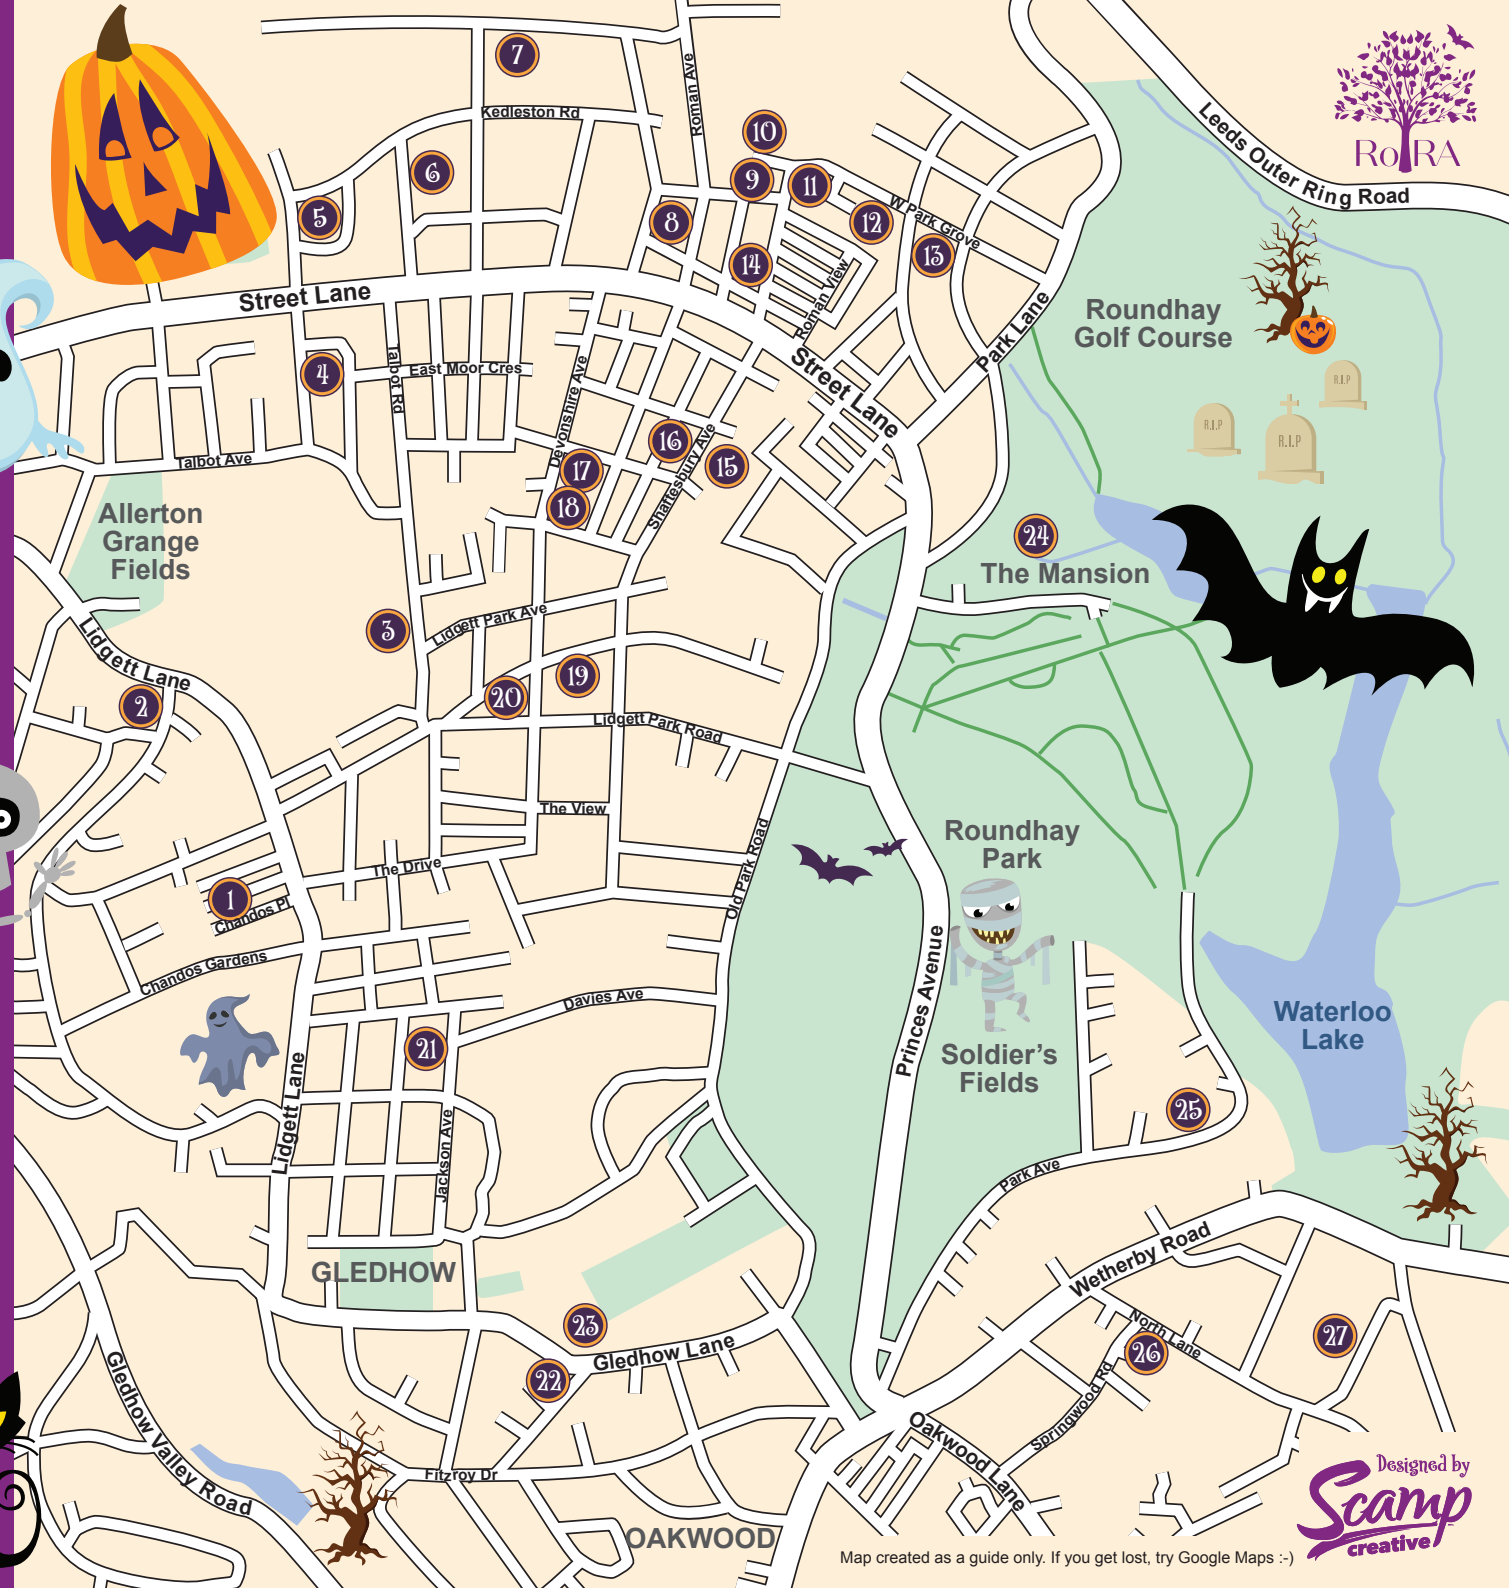 7
Roman Ave
Kedleston Rd
10
Leeds Outer Ring Road
RoRA
6
9
11
5
8
12
W Park Grove
13
14
Roman View
Street Lane
Roundhay
Golf Course
Park Lane
4
Talbot Rd
East Moor Cres
Street Lane
R.I.P
R.I.P
R.I.P
Devonshire Ave
16
Shaftesbury Ave
15
17
18
Talbot Ave
Allerton
Grange
Fields
24
The Mansion
3
Lidgett Park Ave
Lidgett Lane
2
19
20
Lidgett Park Road
The View
Roundhay
Park
The Drive
Old Park Road
1
Chandos Pl
Chandos Gardens
Davies Ave
Princes Avenue
Waterloo
Lake
Soldier's
Fields
21
Lidgett Lane
Jackson Ave
25
Park Ave
GLEDHOW
Wetherby Road
23
Gledhow Lane
North Lane
27
26
22
Gledhow Valley Road
Springwood Rd
Oakwood Lane
Fitzroy Dr
OAKWOOD
Designed by
Scamp
creative
Map created as a guide only. If you get lost, try Google Maps :-)